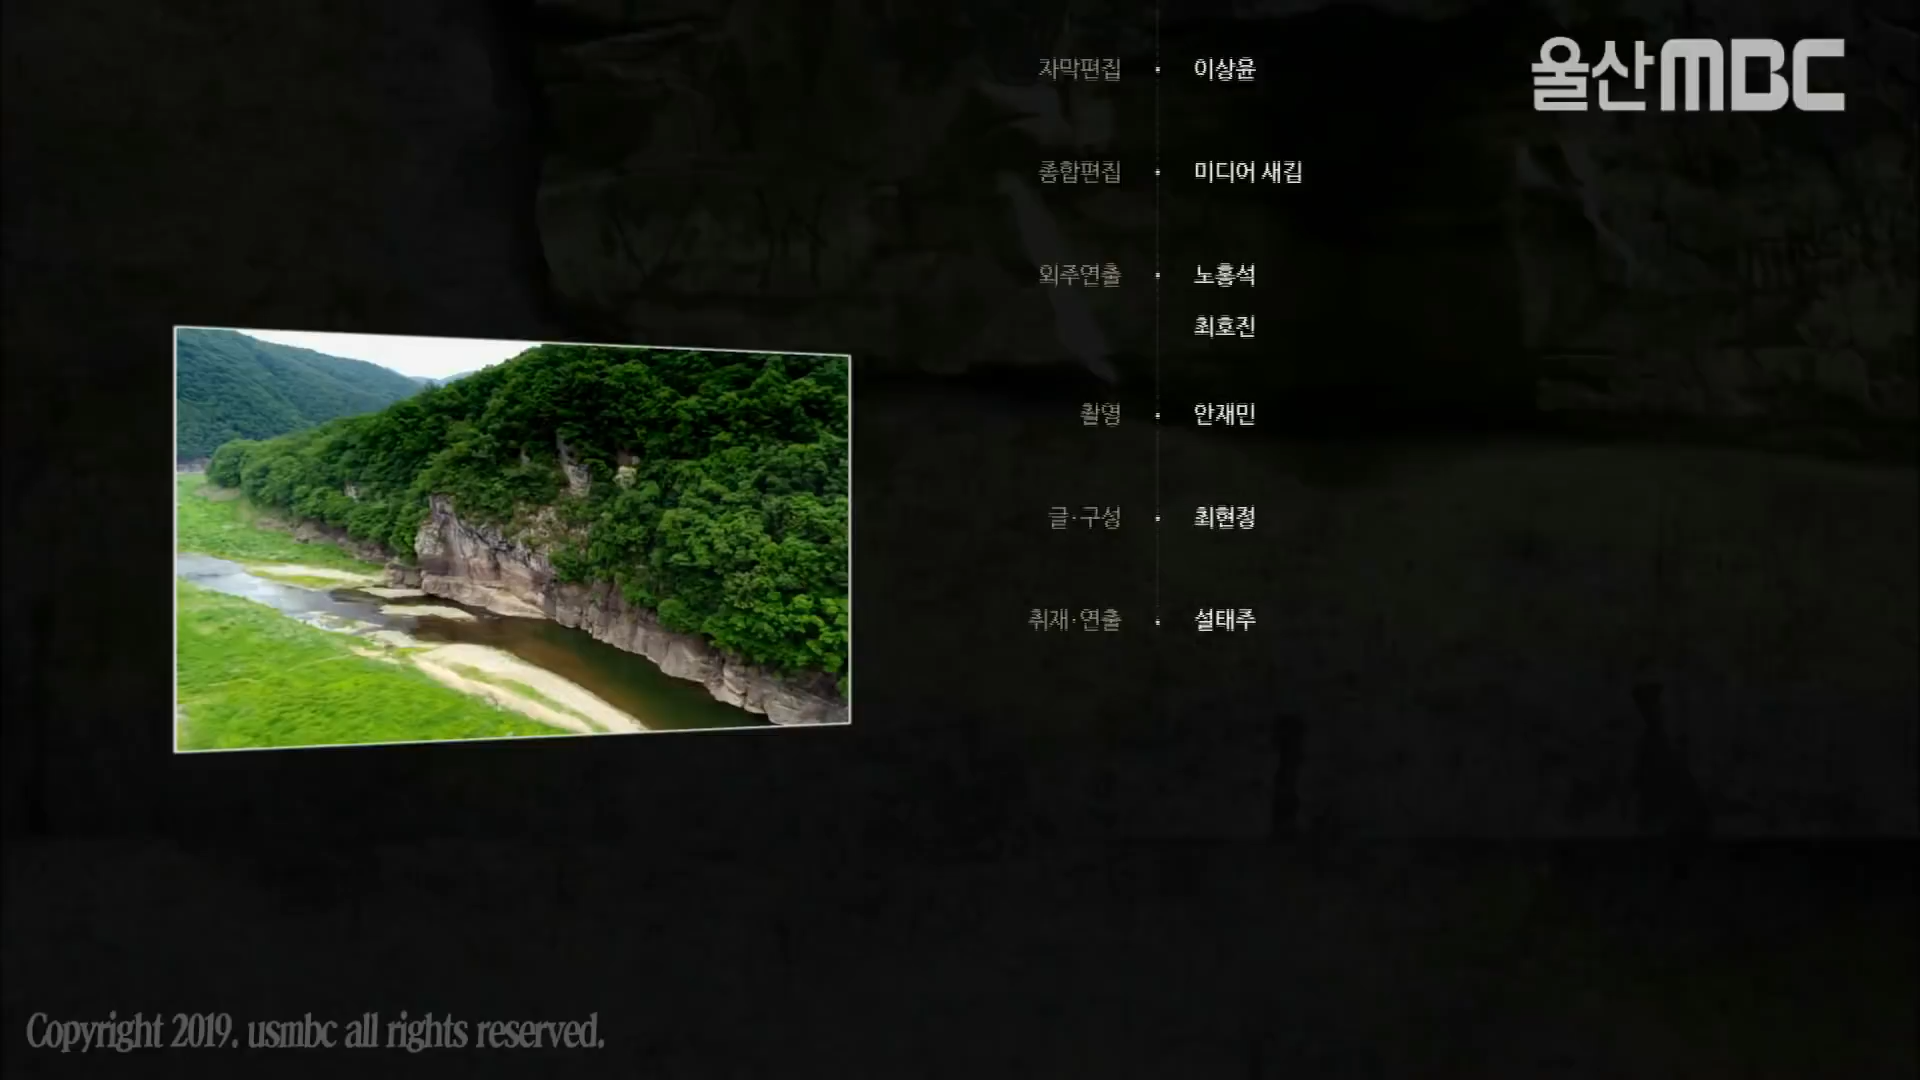 울산MBC
자막편집 · 이상윤
종합편집 · 미디어 새김
외주연출 · 노흥석
최호진
촬영 · 안재민
글·구성 · 최현정
취재·연출 · 설태주
Copyright 2019. usmbc all rights reserved.